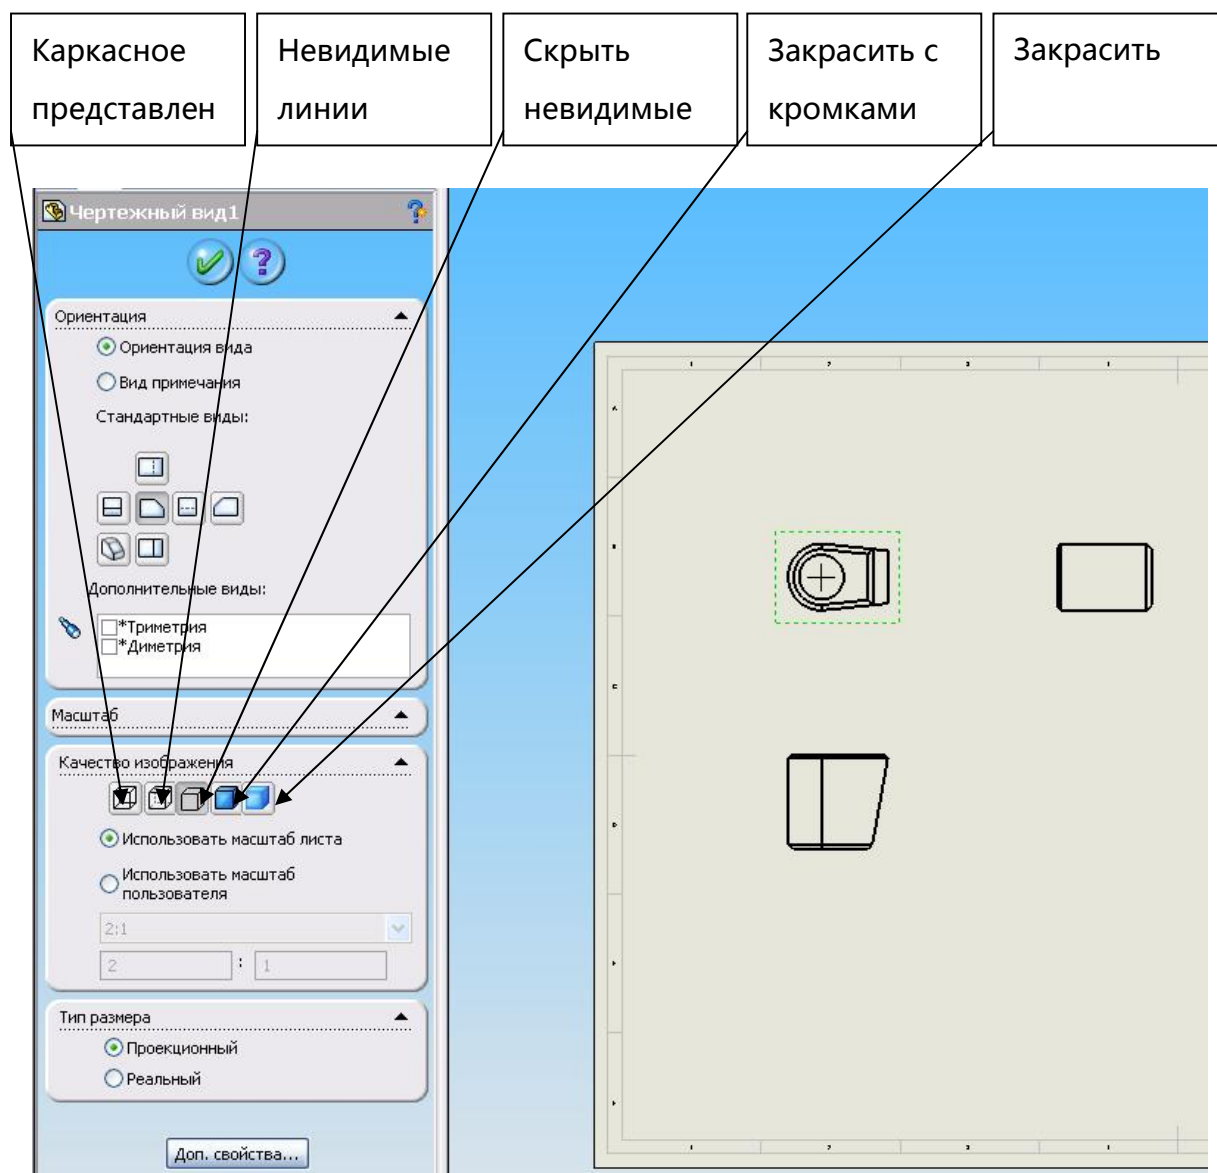 Каркасное
представлен
Невидимые
линии
Скрыть
невидимые
Закрасить с
кромками
Закрасить
Чертежный вид1
Ориентация
Ориентация вида
Вид примечания
Стандартные виды:
Дополнительные виды:
*Триметрия
*Диметрия
Масштаб
Качество изображения
Использовать масштаб листа
Использовать масштаб
пользователя
2:1
2 : 1
Тип размера
Проекционный
Реальный
Доп. свойства...